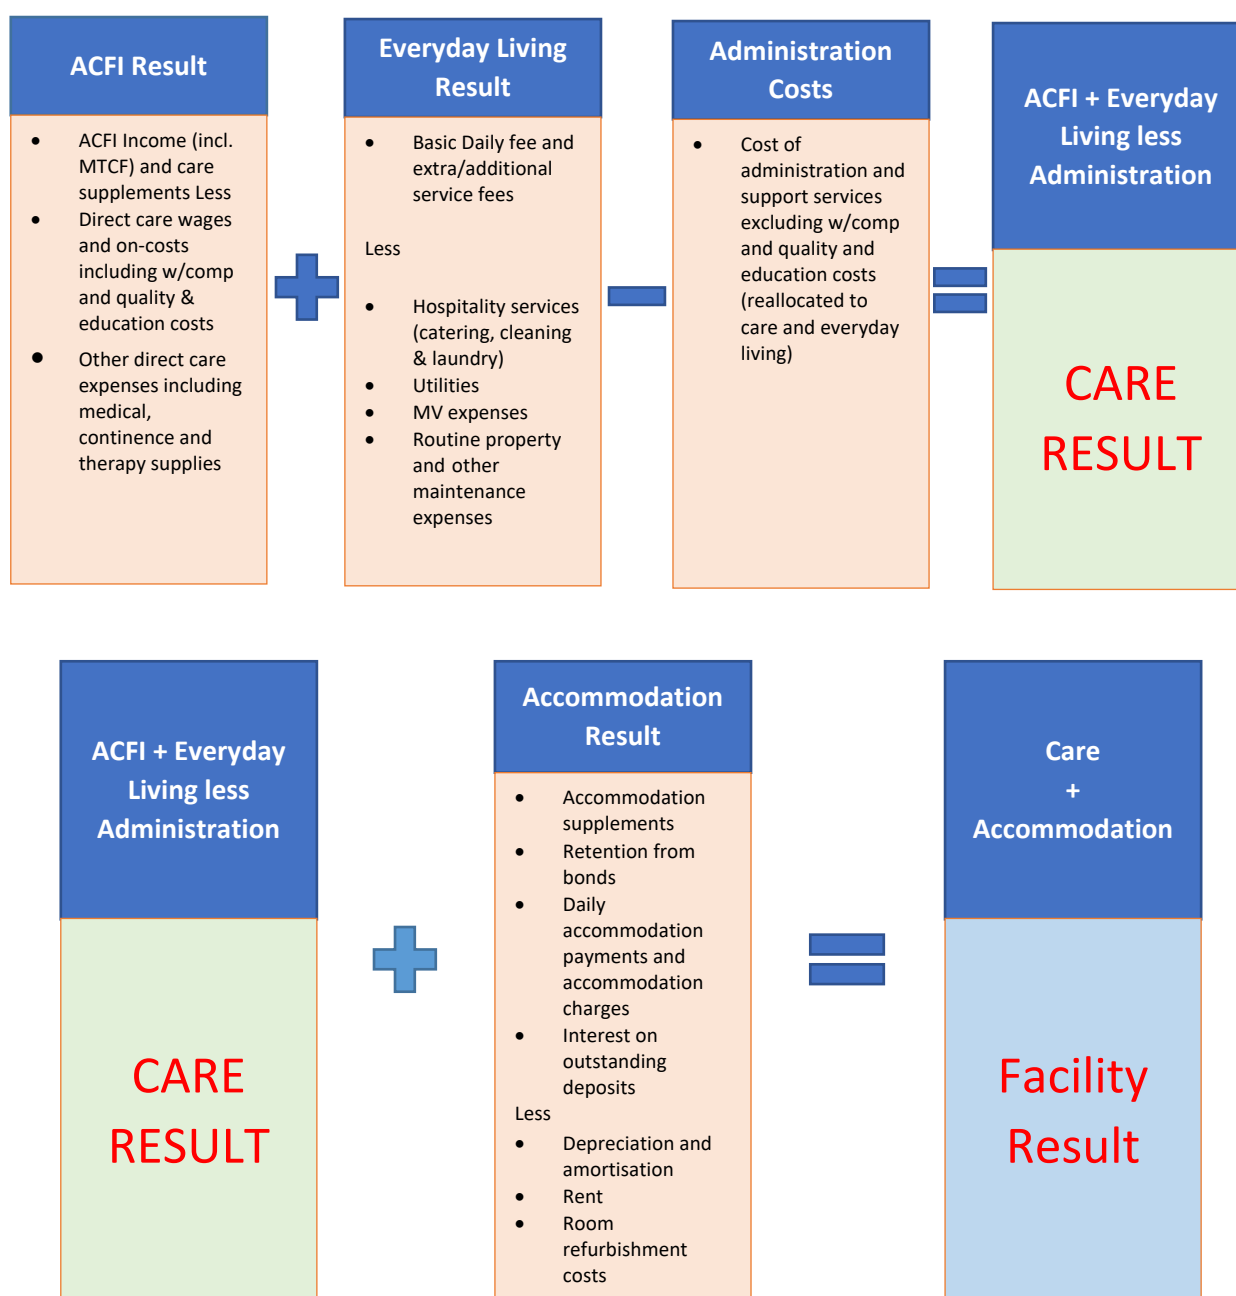 ACFI Result
• ACFI Income (incl.
MTCF) and care
supplements Less
• Direct care wages
and on-costs
including w/comp
and quality &
education costs
• Other direct care
expenses including
medical,
continence and
therapy supplies
Everyday Living
Result
• Basic Daily fee and
extra/additional
service fees
Less
• Hospitality services
(catering, cleaning
& laundry)
• Utilities
• MV expenses
• Routine property
and other
maintenance
expenses
Administration
Costs
• Cost of
administration and
support services
excluding w/comp
and quality and
education costs
(reallocated to
care and everyday
living)
ACFI + Everyday
Living less
Administration
CARE
RESULT
ACFI + Everyday
Living less
Administration
CARE
RESULT
Accommodation
Result
• Accommodation
supplements
• Retention from
bonds
• Daily
accommodation
payments and
accommodation
charges
• Interest on
outstanding
deposits
Less
• Depreciation and
amortisation
• Rent
• Room
refurbishment
costs
Care
+
Accommodation
Facility
Result